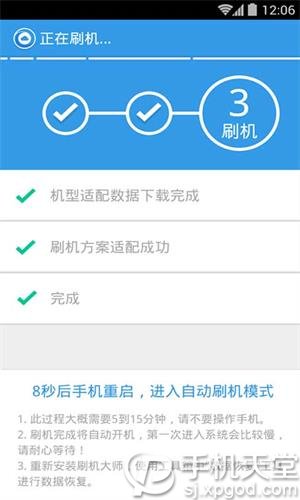 12:06
正在刷机...
3
刷机
机型适配数据下载完成
刷机方案适配成功
完成
8秒后手机重启，进入自动刷机模式
1. 此过程大概需要5到15分钟，请不要操作手机。
2. 刷机完成将自动开机，第一次进入系统会比较慢，
请耐心等待！
3. 重新安装刷机大师，使用工具
进行数据恢复。
手机天堂
sj.xpgod.com